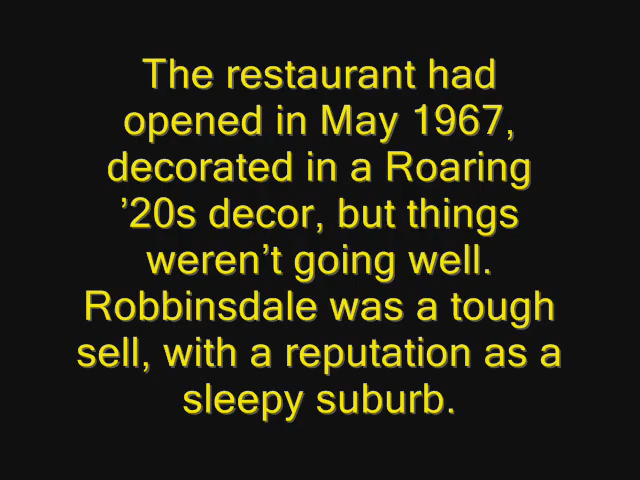 The restaurant had
opened in May 1967,
decorated in a Roaring
’20s decor, but things
weren’t going well.
Robbinsdale was a tough
sell, with a reputation as a
sleepy suburb.